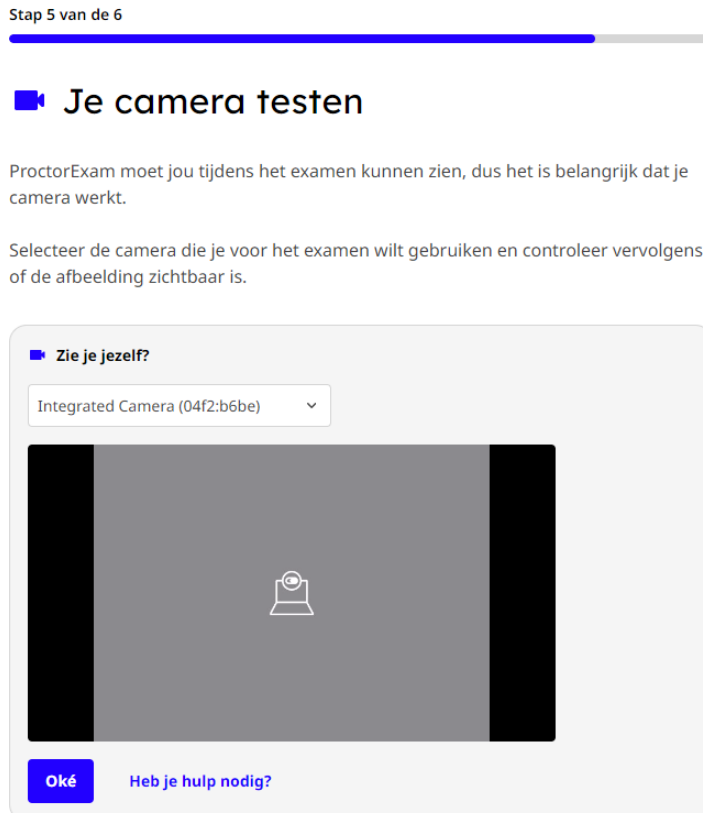 Stap 5 van de 6
Je camera testen
ProctorExam moet jou tijdens het examen kunnen zien, dus het is belangrijk dat je
camera werkt.
Selecteer de camera die je voor het examen wilt gebruiken en controleer vervolgens
of de afbeelding zichtbaar is.
Zie je jezelf?
Integrated Camera (04f2:b6be)
Oké
Heb je hulp nodig?